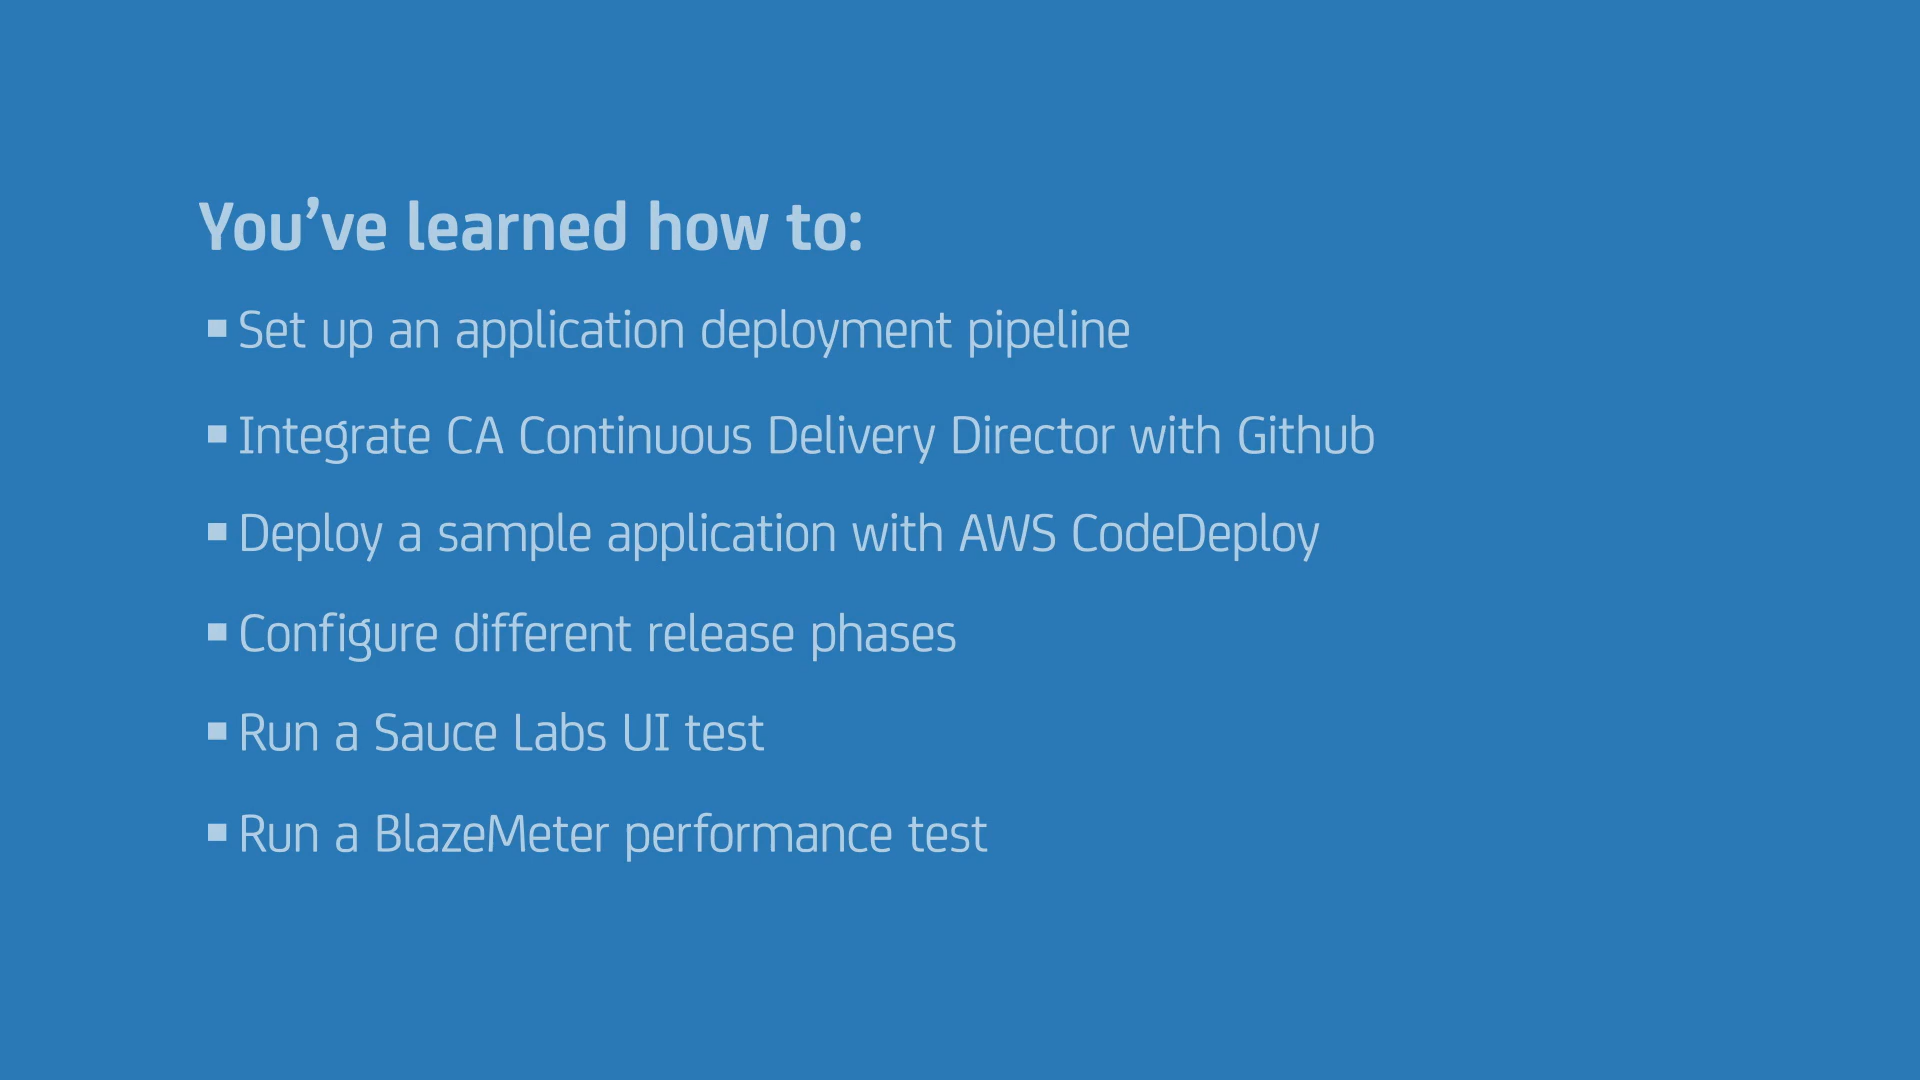 You’ve learned how to:
▪ Set up an application deployment pipeline
▪ Integrate CA Continuous Delivery Director with Github
▪ Deploy a sample application with AWS CodeDeploy
▪ Configure different release phases
▪ Run a Sauce Labs UI test
▪ Run a BlazeMeter performance test